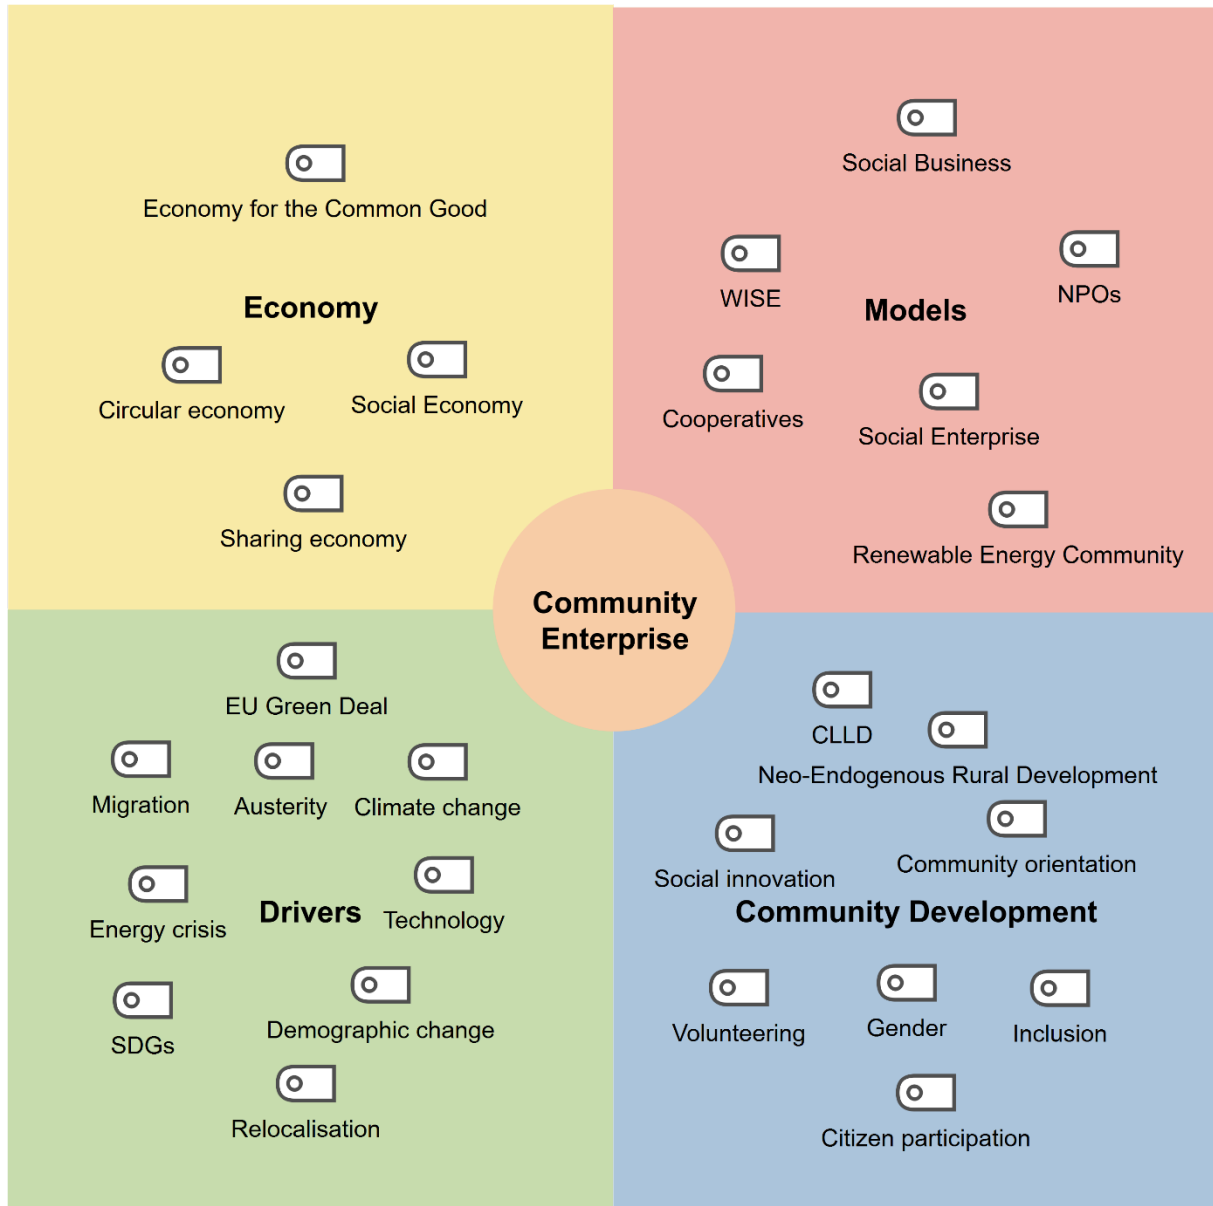 Economy for the Common Good
Economy
Circular economy
Social Economy
Sharing economy
Social Business
WISE
NPOs
Models
Cooperatives
Social Enterprise
Renewable Energy Community
Community
Enterprise
EU Green Deal
Migration
Austerity
Climate change
Energy crisis
Drivers
Technology
SDGs
Demographic change
Relocalisation
CLLD
Neo-Endogenous Rural Development
Social innovation
Community orientation
Community Development
Volunteering
Gender
Inclusion
Citizen participation